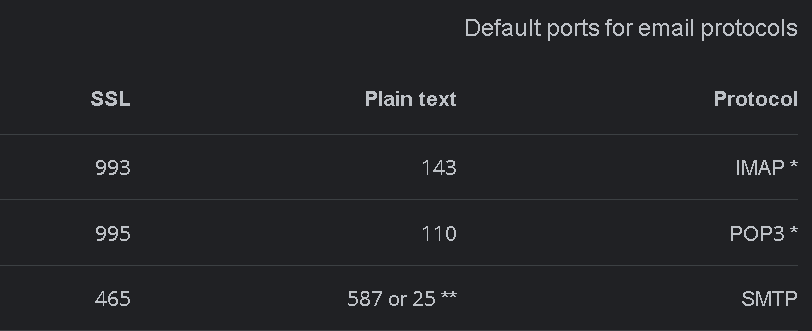 Default ports for email protocols
SSL Plain text Protocol
993 143 IMAP *
995 110 POP3 *
465 587 or 25 ** SMTP